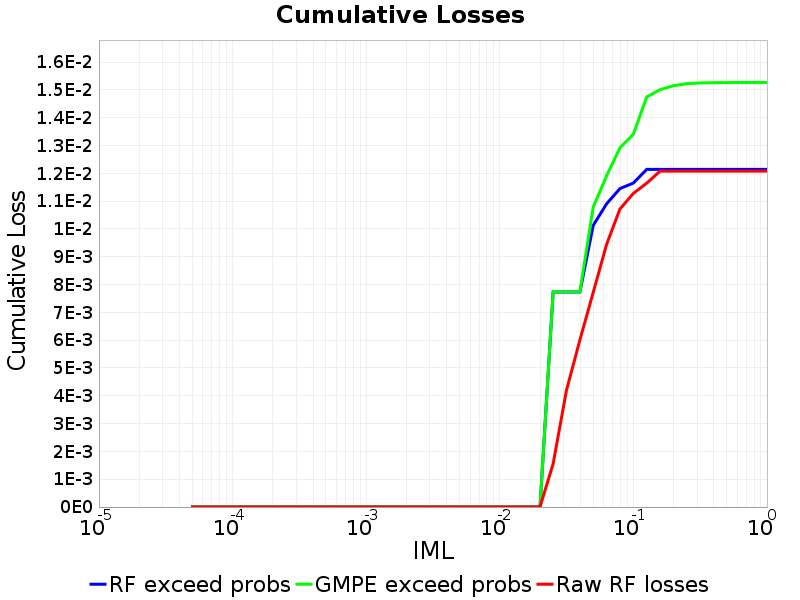 Cumulative Losses
Cumulative Loss
1.6E-2
1.5E-2
1.4E-2
1.3E-2
1.2E-2
1.1E-2
1E-2
9E-3
8E-3
7E-3
6E-3
5E-3
4E-3
3E-3
2E-3
1E-3
0E0
10^-5 10^-4 10^-3 10^-2 10^-1 10^0
IML
RF exceed probs GMPE exceed probs Raw RF losses